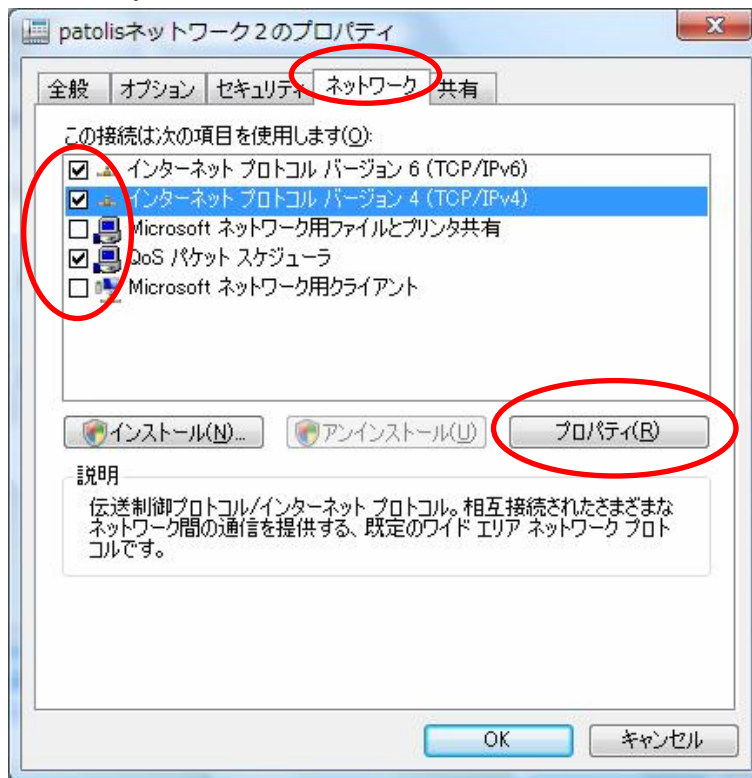 patolisネットワーク2のプロパティ
全般 オプション セキュリティ ネットワーク 共有
この接続は次の項目を使用します(O):
インターネット プロトコル バージョン 6 (TCP/IPv6)
インターネット プロトコル バージョン 4 (TCP/IPv4)
Microsoft ネットワーク用ファイルとプリンタ共有
QoS パケット スケジューラ
Microsoft ネットワーク用クライアント
インストール(N)... アンインストール(U) プロパティ(R)
説明
伝送制御プロトコル/インターネット プロトコル。相互接続されたさまざまな
ネットワーク間の通信を提供する、既定のワイド エリア ネットワーク プロト
コルです。
OK キャンセル